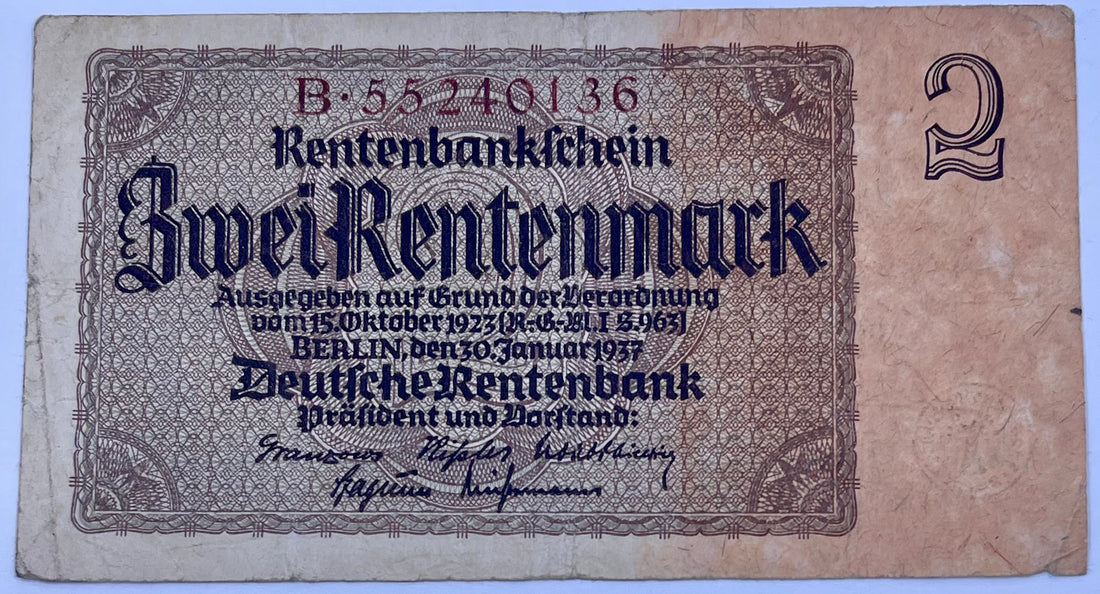 2
B·55240136
Rentenbankschein
Zwei Rentenmark
Ausgegeben auf Grund der Verordnung
vom 15. Oktober 1923 (R.-G.-Bl. I S. 963)
BERLIN, den 30. Januar 1937
Deutsche Rentenbank
Präsident und Vorstand: